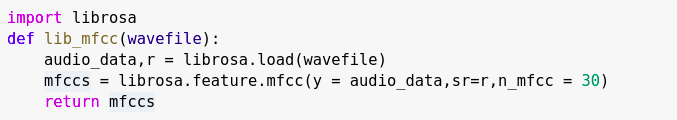 import librosa
def lib_mfcc(wavefile):
    audio_data,r = librosa.load(wavefile)
    mfccs = librosa.feature.mfcc(y = audio_data,sr=r,n_mfcc = 30)
    return mfccs